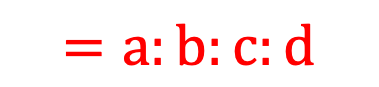 = a: b: c: d